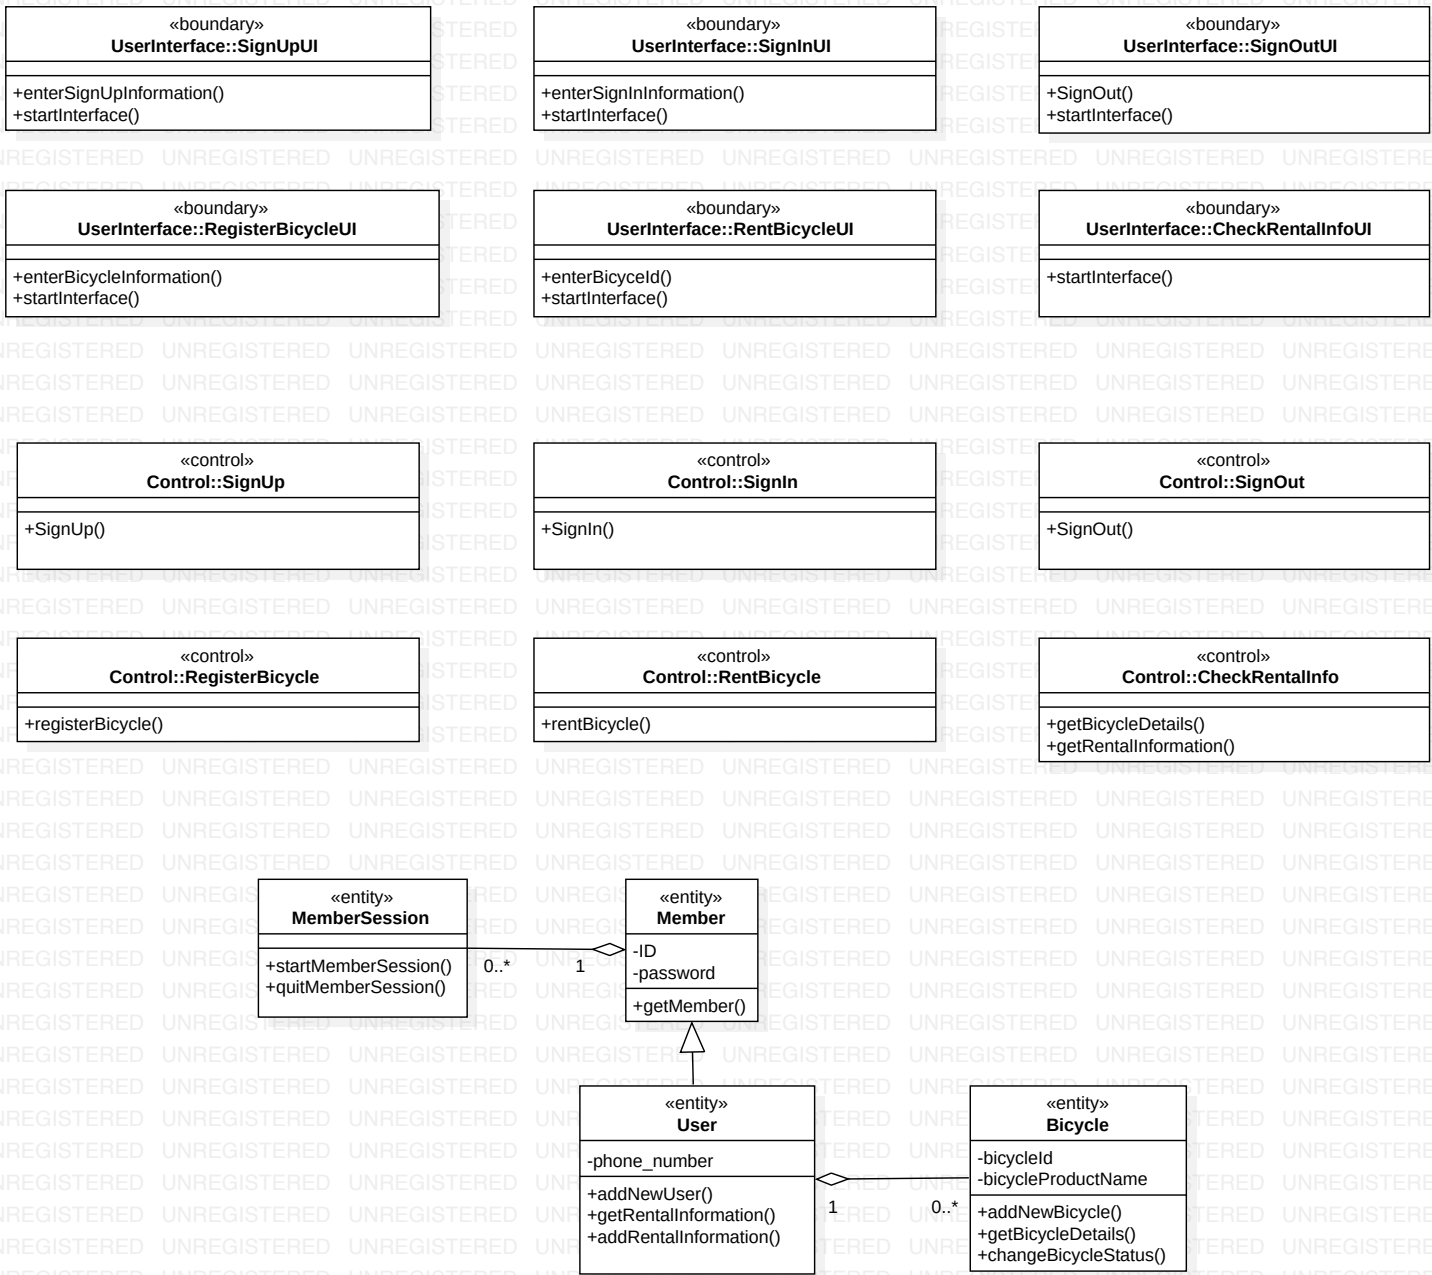 «boundary»
UserInterface::SignUpUI
+enterSignUpInformation()
+startInterface()
«boundary»
UserInterface::SignInUI
+enterSignInInformation()
+startInterface()
«boundary»
UserInterface::SignOutUI
+SignOut()
+startInterface()
«boundary»
UserInterface::RegisterBicycleUI
+enterBicycleInformation()
+startInterface()
«boundary»
UserInterface::RentBicycleUI
+enterBicyceId()
+startInterface()
«boundary»
UserInterface::CheckRentalInfoUI
+startInterface()
«control»
Control::SignUp
+SignUp()
«control»
Control::SignIn
+SignIn()
«control»
Control::SignOut
+SignOut()
«control»
Control::RegisterBicycle
+registerBicycle()
«control»
Control::RentBicycle
+rentBicycle()
«control»
Control::CheckRentalInfo
+getBicycleDetails()
+getRentalInformation()
«entity»
MemberSession
+startMemberSession()
+quitMemberSession()
0..*
1
«entity»
Member
-ID
-password
+getMember()
«entity»
User
-phone_number
+addNewUser()
+getRentalInformation()
+addRentalInformation()
1
0..*
«entity»
Bicycle
-bicycleId
-bicycleProductName
+addNewBicycle()
+getBicycleDetails()
+changeBicycleStatus()
UNREGISTERED